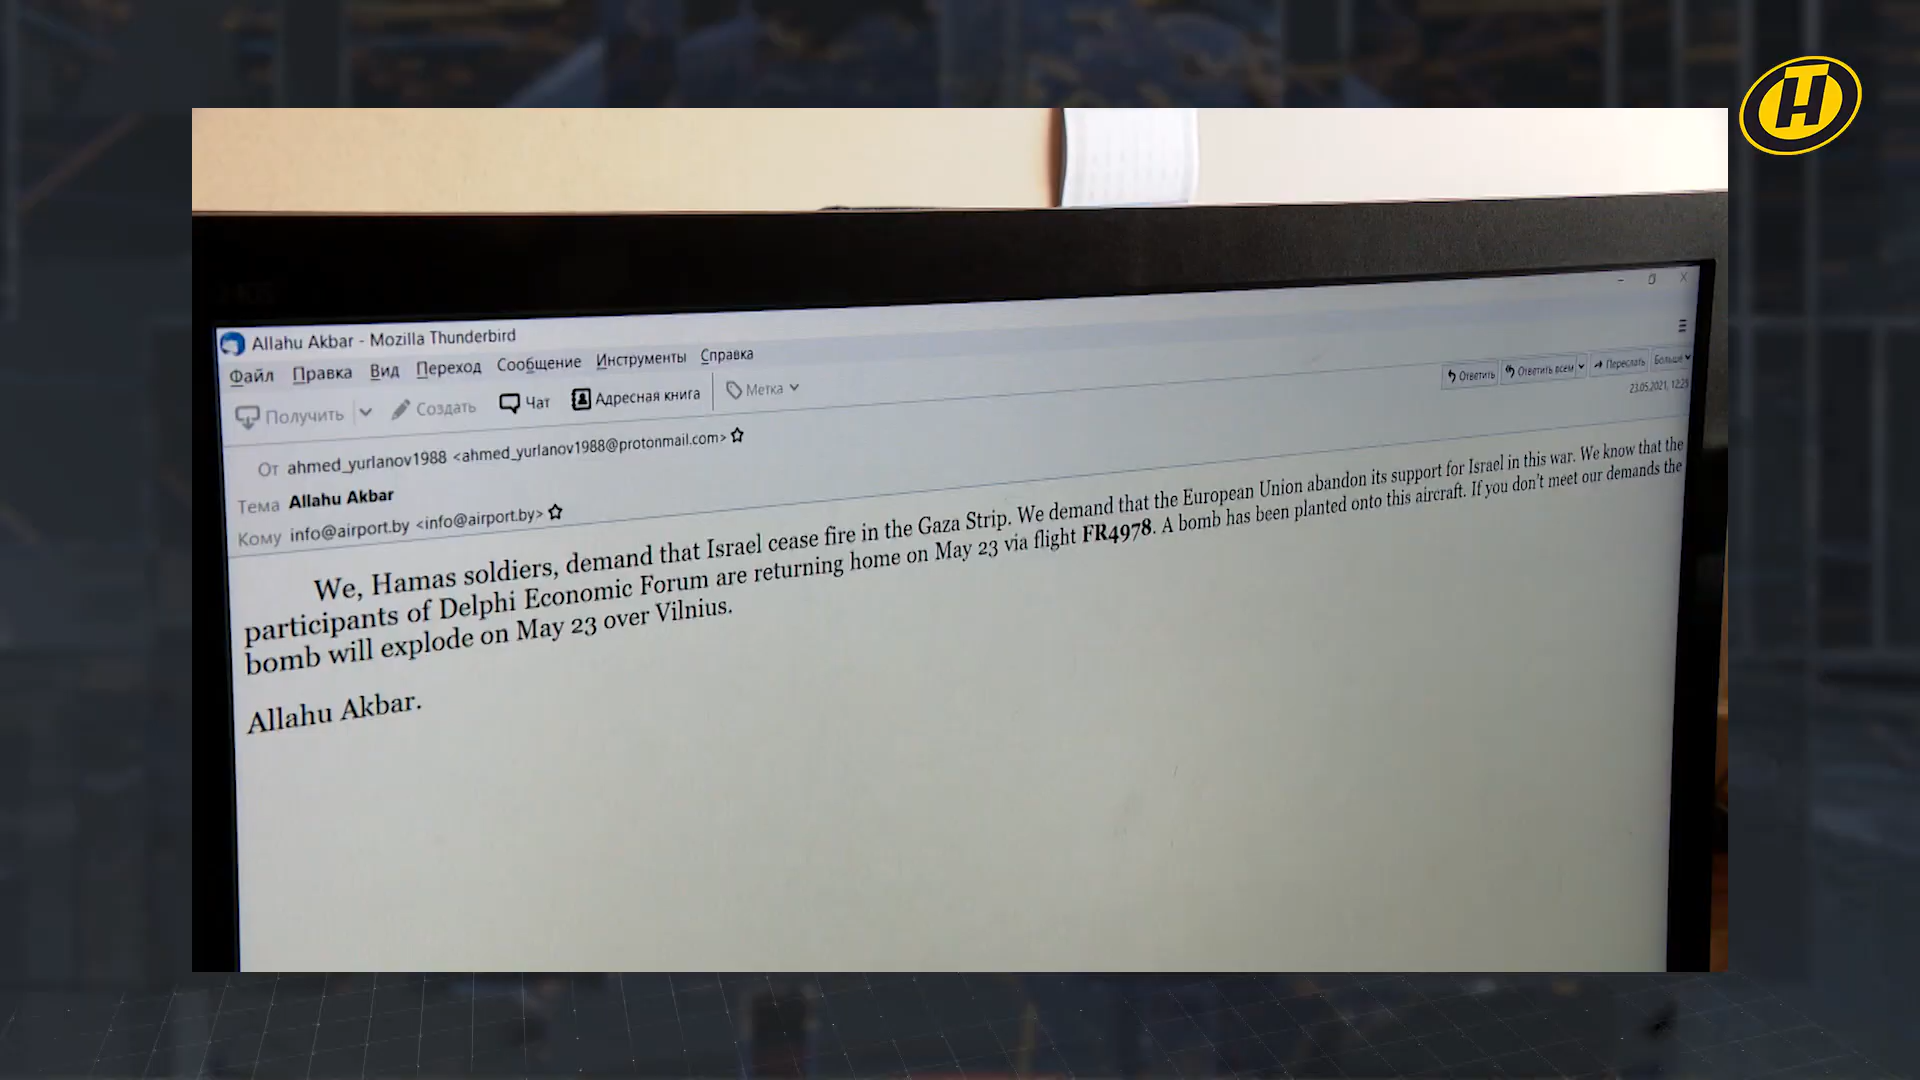 Allahu Akbar - Mozilla Thunderbird
Файл Правка Вид Переход Сообщение Инструменты Справка
Получить Создать Чат Адресная книга Метка
Ответить Ответить всем Переслать Больше
От ahmed_yurlanov1988 <ahmed_yurlanov1988@protonmail.com>
23.05.2021, 12:25
Тема Allahu Akbar
Кому info@airport.by <info@airport.by>
We, Hamas soldiers, demand that Israel cease fire in the Gaza Strip. We demand that the European Union abandon its support for Israel in this war. We know that the
participants of Delphi Economic Forum are returning home on May 23 via flight FR4978. A bomb has been planted onto this aircraft. If you don't meet our demands the
bomb will explode on May 23 over Vilnius.
Allahu Akbar.